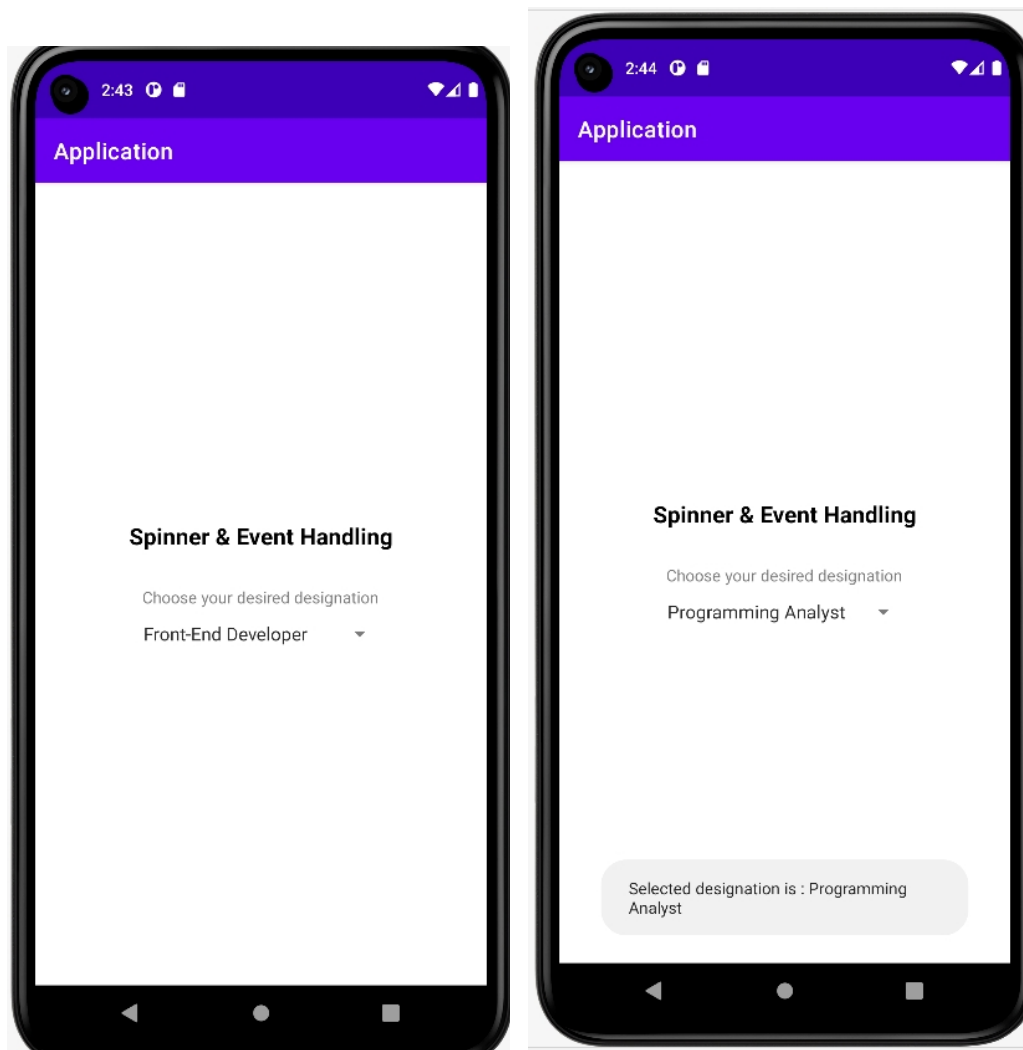 2:43
Application
Spinner & Event Handling
Choose your desired designation
Front-End Developer
2:44
Application
Spinner & Event Handling
Choose your desired designation
Programming Analyst
Selected designation is : Programming
Analyst